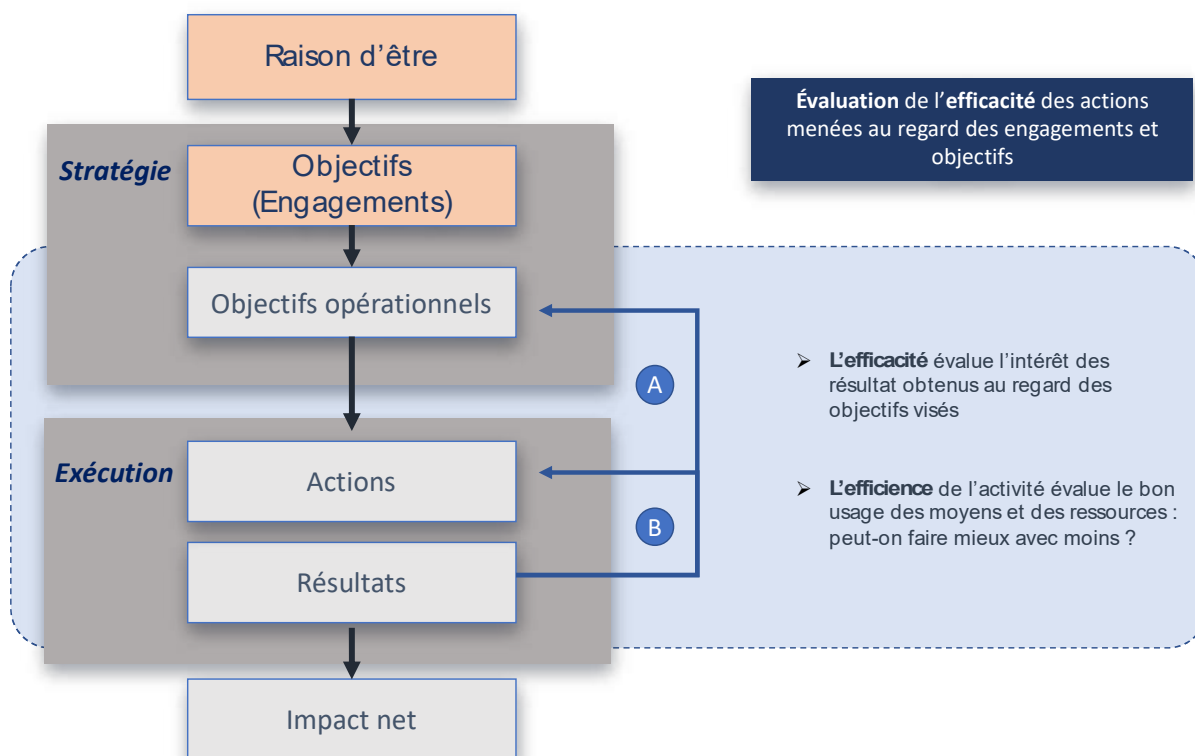 Raison d’être
Évaluation de l’efficacité des actions
menées au regard des engagements et
objectifs
Stratégie
Objectifs
(Engagements)
Objectifs opérationnels
A
➢ L’efficacité évalue l’intérêt des
résultat obtenus au regard des
objectifs visés
Exécution
Actions
B
➢ L’efficience de l’activité évalue le bon
usage des moyens et des ressources :
peut-on faire mieux avec moins ?
Résultats
Impact net